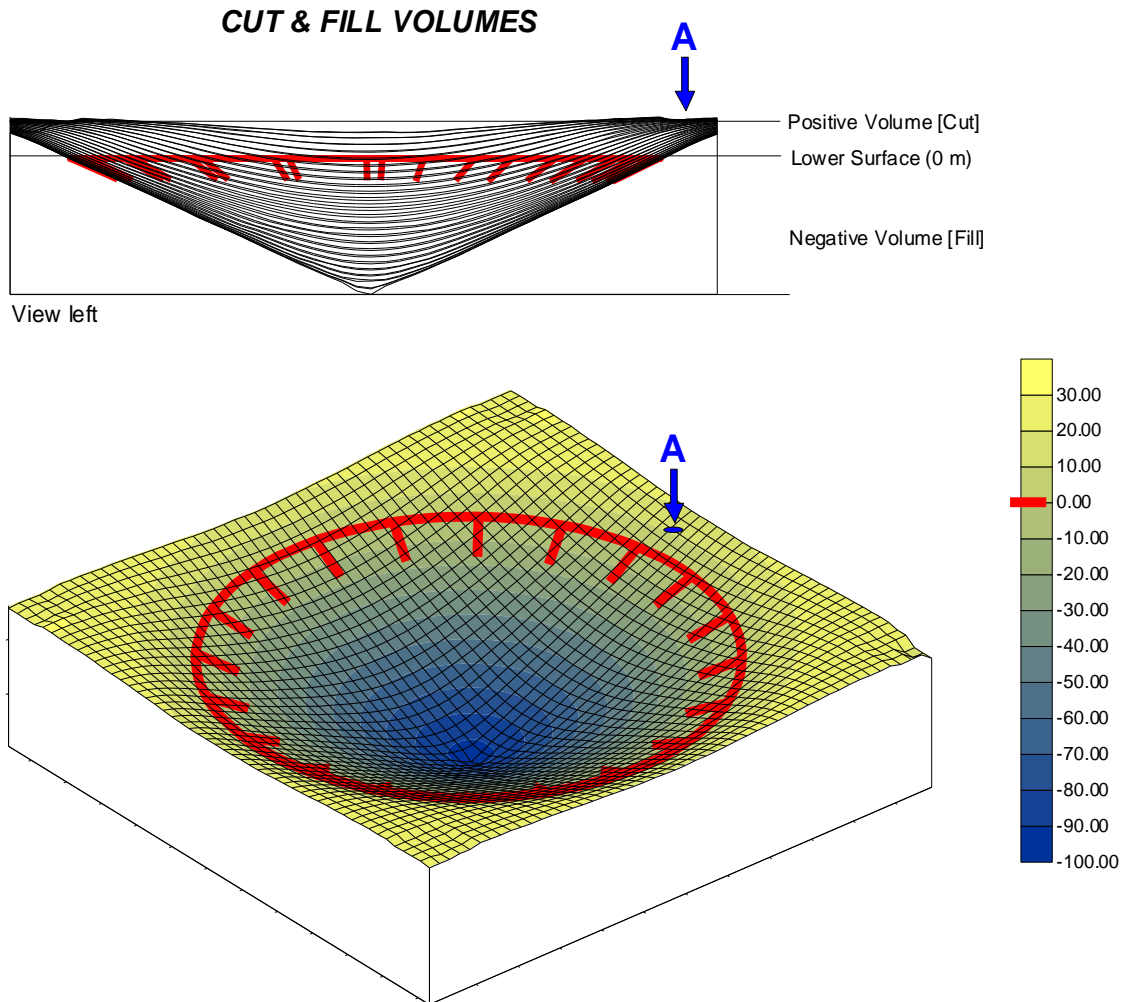 CUT & FILL VOLUMES
A
Positive Volume [Cut]
Lower Surface (0 m)
Negative Volume [Fill]
View left
A
30.00
20.00
10.00
0.00
-10.00
-20.00
-30.00
-40.00
-50.00
-60.00
-70.00
-80.00
-90.00
-100.00